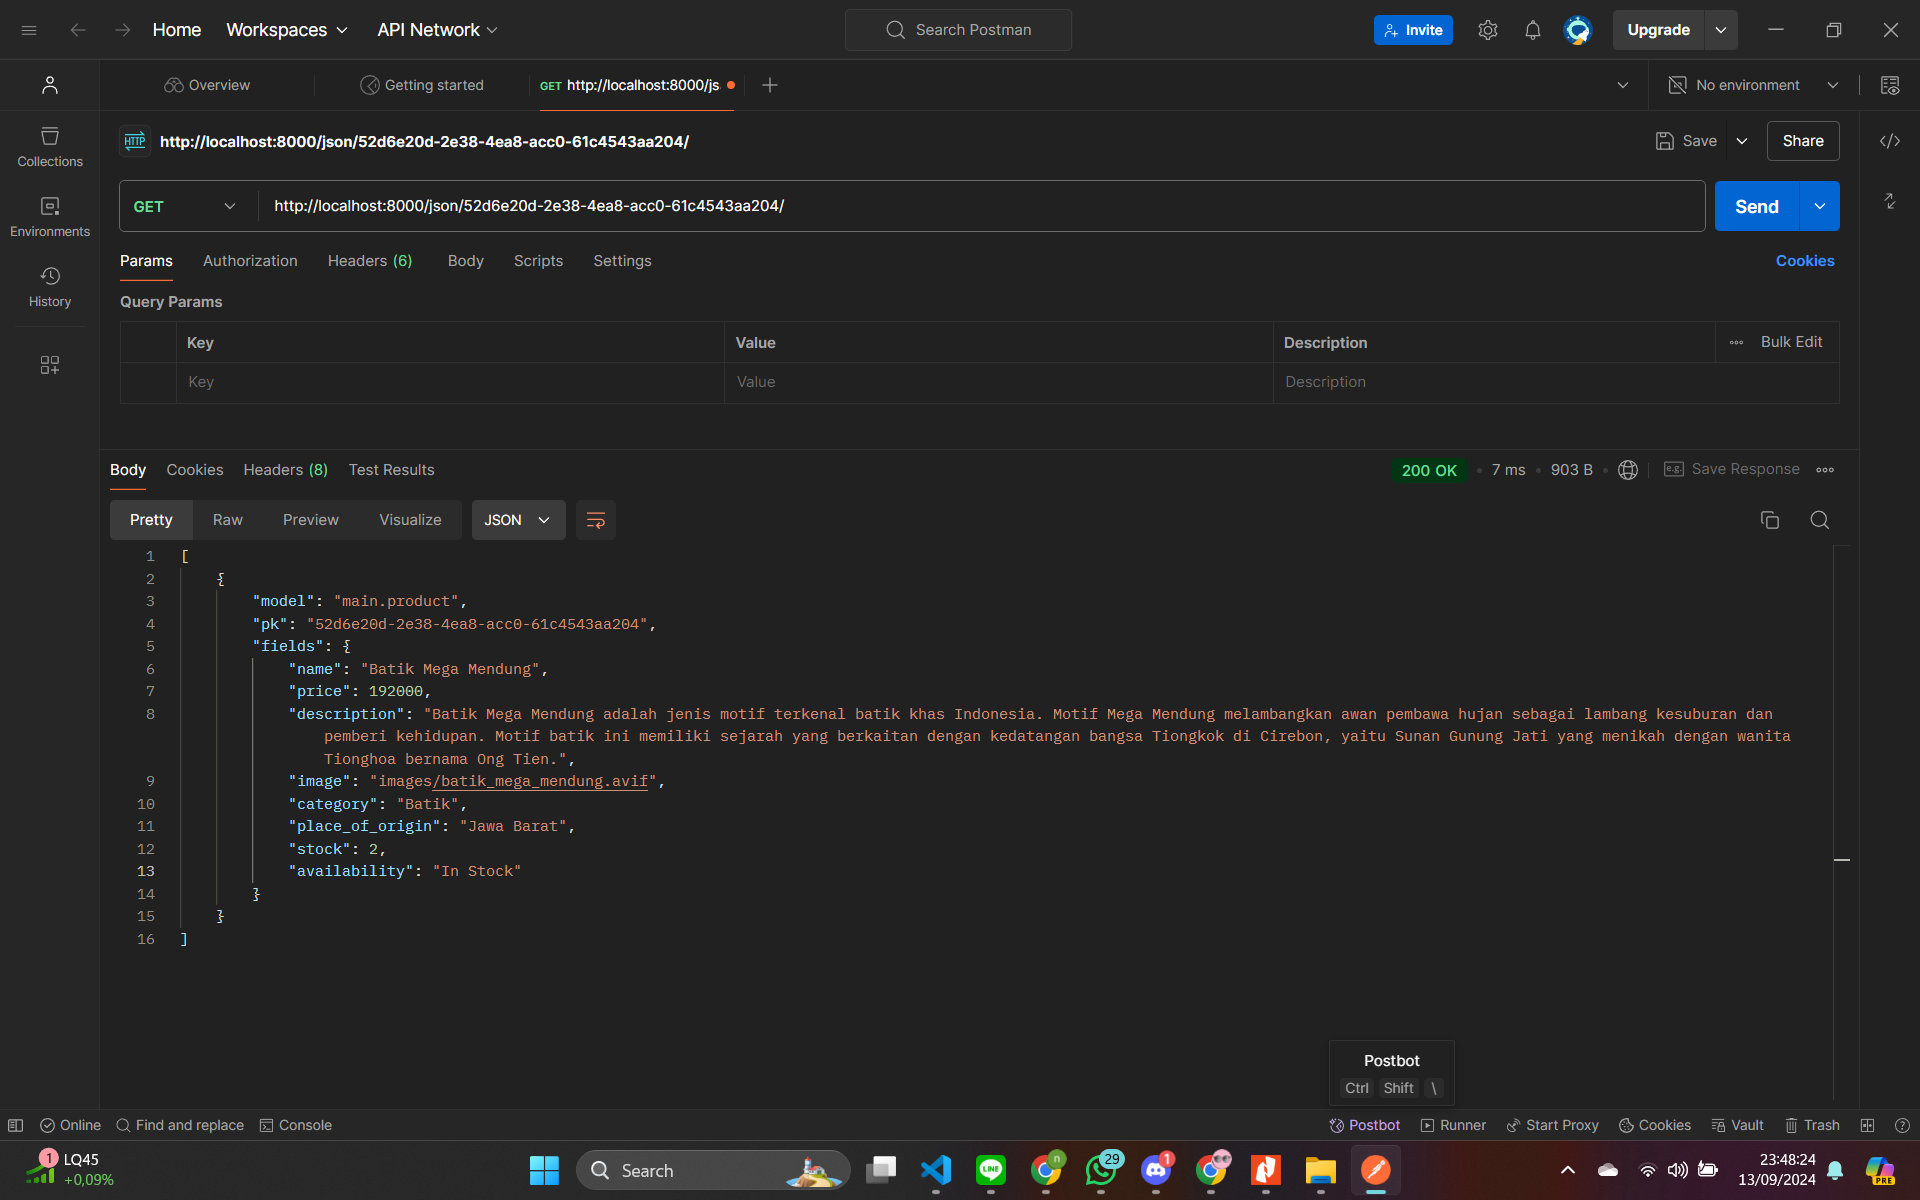 Home Workspaces API Network Search Postman Invite Upgrade
Overview Getting started GET http://localhost:8000/js No environment
HTTP http://localhost:8000/json/52d6e20d-2e38-4ea8-acc0-61c4543aa204/ Save Share
Collections
GET http://localhost:8000/json/52d6e20d-2e38-4ea8-acc0-61c4543aa204/ Send
Environments
Params Authorization Headers (6) Body Scripts Settings Cookies
History
Query Params
Key Value Description Bulk Edit
Key Value Description
Body Cookies Headers (8) Test Results 200 OK 7 ms 903 B e.g. Save Response
Pretty Raw Preview Visualize JSON
1 [
2 {
3 "model": "main.product",
4 "pk": "52d6e20d-2e38-4ea8-acc0-61c4543aa204",
5 "fields": {
6 "name": "Batik Mega Mendung",
7 "price": 192000,
8 "description": "Batik Mega Mendung adalah jenis motif terkenal batik khas Indonesia. Motif Mega Mendung melambangkan awan pembawa hujan sebagai lambang kesuburan dan
pemberi kehidupan. Motif batik ini memiliki sejarah yang berkaitan dengan kedatangan bangsa Tiongkok di Cirebon, yaitu Sunan Gunung Jati yang menikah dengan wanita
Tionghoa bernama Ong Tien.",
9 "image": "images/batik_mega_mendung.avif",
10 "category": "Batik",
11 "place_of_origin": "Jawa Barat",
12 "stock": 2,
13 "availability": "In Stock"
14 }
15 }
16 ]
Postbot
Ctrl Shift \
Online Find and replace Console Postbot Runner Start Proxy Cookies Vault Trash
1 LQ45
+0,09%
Search LINE n 29 1 PRE
23:48:24
13/09/2024